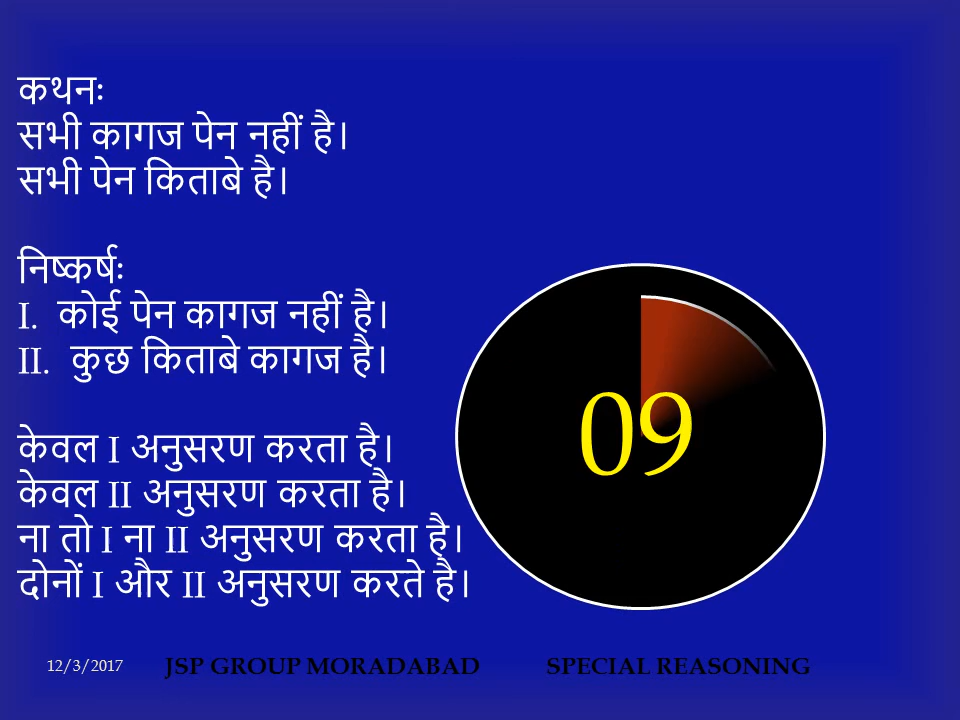 कथनः
सभी कागज पेन नहीं है।
सभी पेन किताबे है।
निष्कर्षः
I. कोई पेन कागज नहीं है।
II. कुछ किताबे कागज है।
केवल I अनुसरण करता है।
केवल II अनुसरण करता है।
ना तो I ना II अनुसरण करता है।
दोनों I और II अनुसरण करते है।
09
12/3/2017 JSP GROUP MORADABAD SPECIAL REASONING